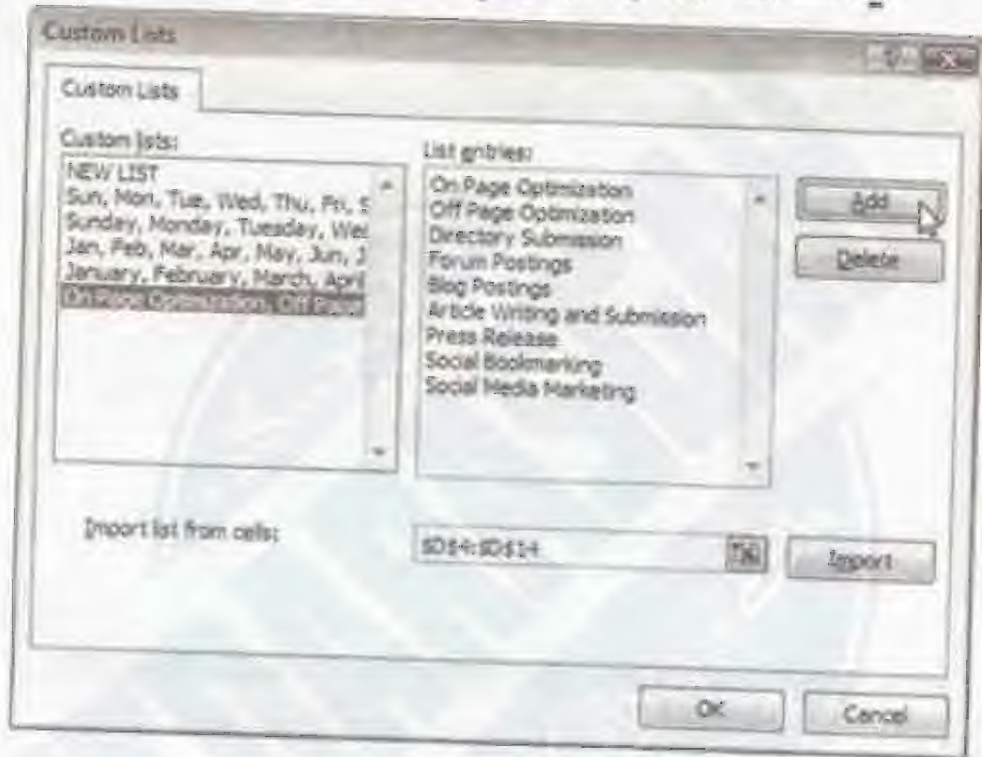 Custom Lists
Custom Lists
Custom lists:
NEW LIST
Sun, Mon, Tue, Wed, Thu, Fri, S
Sunday, Monday, Tuesday, Wed
Jan, Feb, Mar, Apr, May, Jun, J
January, February, March, April
On Page Optimization, Off Page
List entries:
On Page Optimization
Off Page Optimization
Directory Submission
Forum Postings
Blog Postings
Article Writing and Submission
Press Release
Social Bookmarking
Social Media Marketing
Add
Delete
Import list from cells:
$D$4:$D$14
Import
OK
Cancel